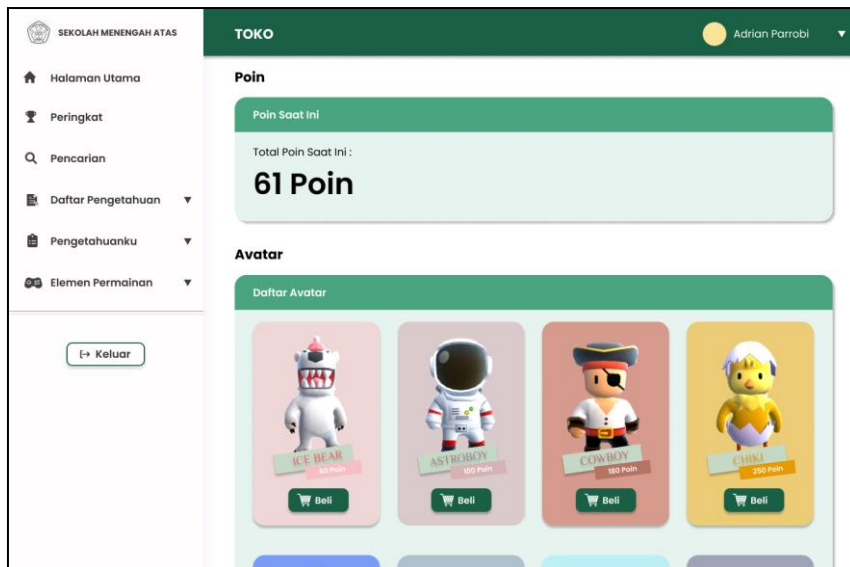 SEKOLAH MENENGAH ATAS
TOKO
Adrian Parrobi
Halaman Utama
Peringkat
Pencarian
Daftar Pengetahuan
Pengetahuanku
Elemen Permainan
Keluar
Poin
Poin Saat Ini
Total Poin Saat Ini :
61 Poin
Avatar
Daftar Avatar
ICE BEAR
60 Poin
Beli
ASTROBOY
100 Poin
Beli
COWBOY
180 Poin
Beli
CHIKI
250 Poin
Beli